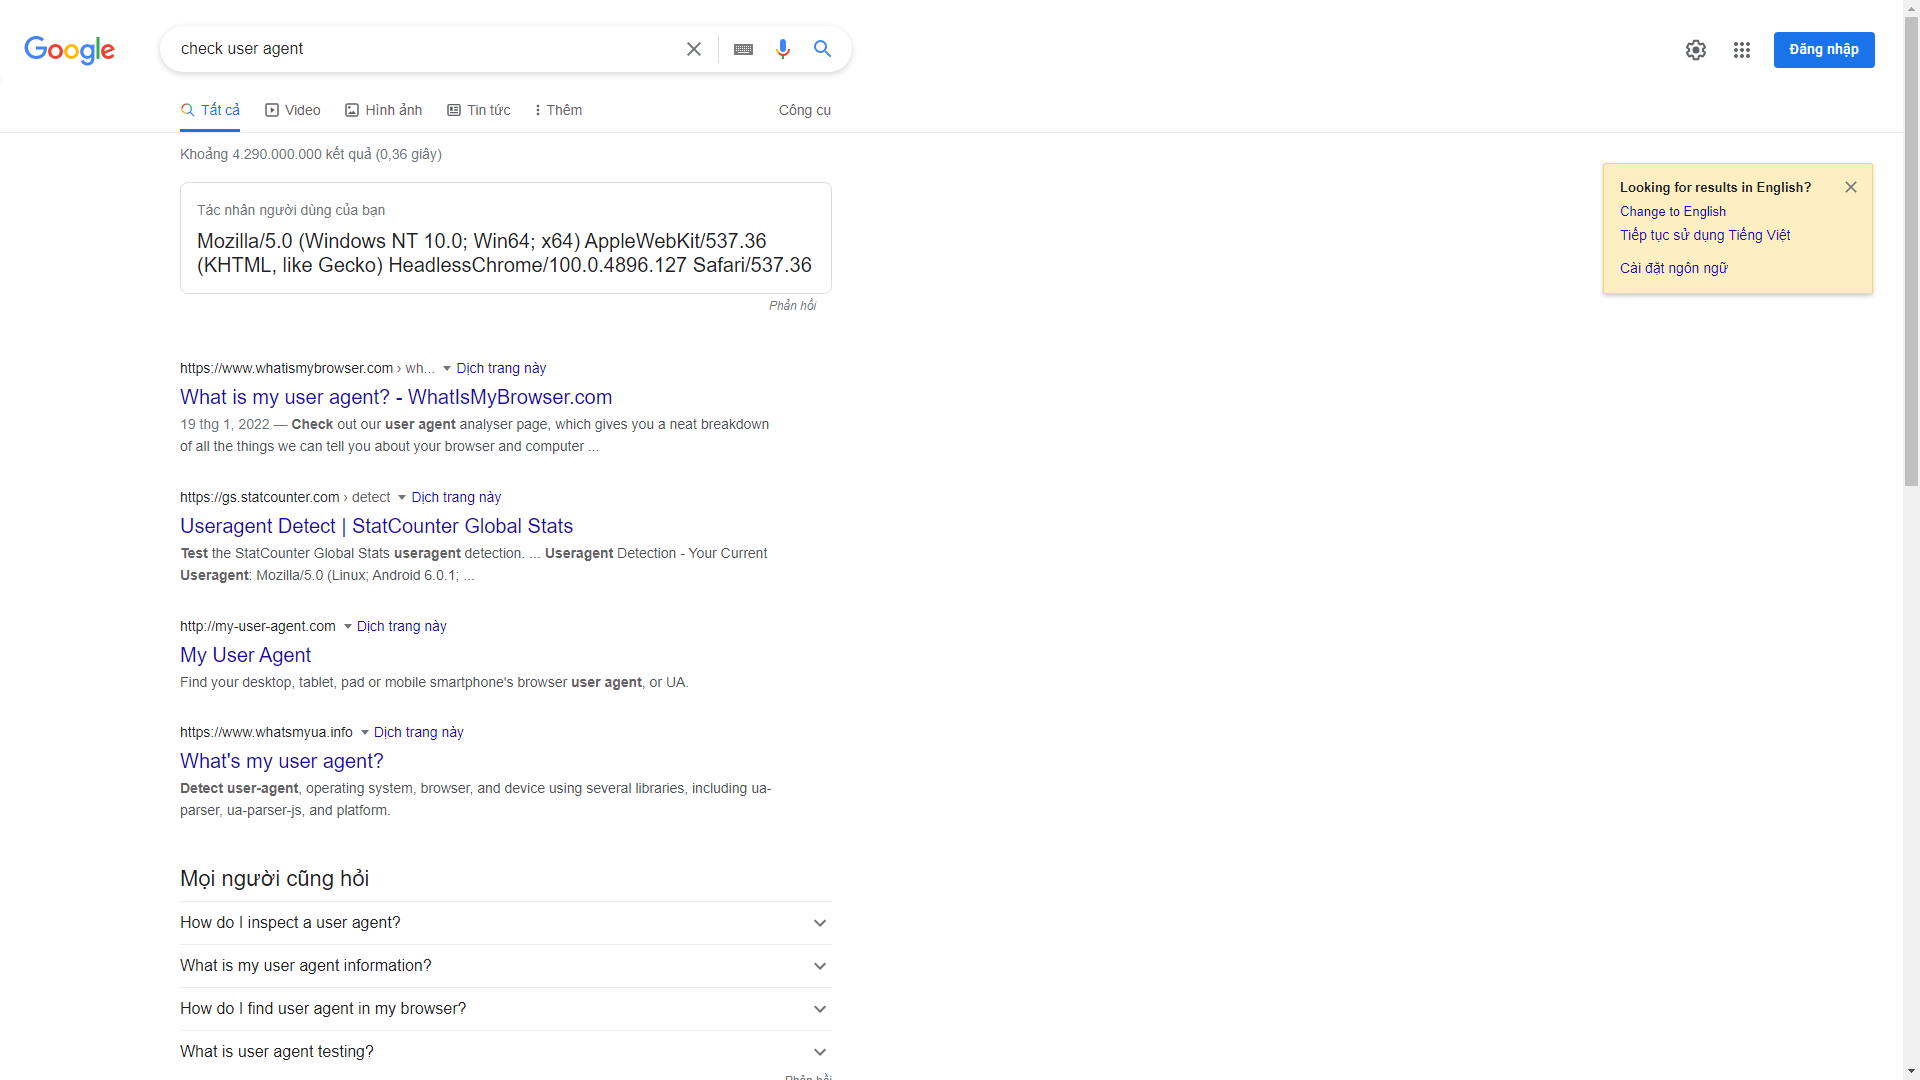 Google
check user agent
Đăng nhập
Tất cả
Video
Hình ảnh
Tin tức
Thêm
Công cụ
Khoảng 4.290.000.000 kết quả (0,36 giây)
Looking for results in English?
Change to English
Tiếp tục sử dụng Tiếng Việt
Cài đặt ngôn ngữ
Tác nhân người dùng của bạn
Mozilla/5.0 (Windows NT 10.0; Win64; x64) AppleWebKit/537.36
(KHTML, like Gecko) HeadlessChrome/100.0.4896.127 Safari/537.36
Phản hồi
https://www.whatismybrowser.com › wh... Dịch trang này
What is my user agent? - WhatIsMyBrowser.com
19 thg 1, 2022 — Check out our user agent analyser page, which gives you a neat breakdown
of all the things we can tell you about your browser and computer ...
https://gs.statcounter.com › detect Dịch trang này
Useragent Detect | StatCounter Global Stats
Test the StatCounter Global Stats useragent detection. ... Useragent Detection - Your Current
Useragent: Mozilla/5.0 (Linux; Android 6.0.1; ...
http://my-user-agent.com Dịch trang này
My User Agent
Find your desktop, tablet, pad or mobile smartphone's browser user agent, or UA.
https://www.whatsmyua.info Dịch trang này
What's my user agent?
Detect user-agent, operating system, browser, and device using several libraries, including ua-
parser, ua-parser-js, and platform.
Mọi người cũng hỏi
How do I inspect a user agent?
What is my user agent information?
How do I find user agent in my browser?
What is user agent testing?
Phản hồi